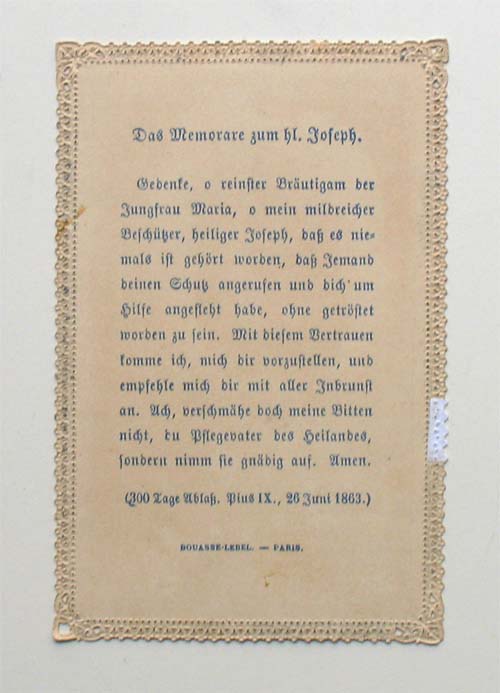 Das Memorare zum hl. Joseph.
Gedenke, o reinster Bräutigam der
Jungfrau Maria, o mein mildreicher
Beschützer, heiliger Joseph, daß es nie-
mals ist gehört worden, daß Jemand
deinen Schutz angerufen und dich um
Hilfe angefleht habe, ohne getröstet
worden zu sein. Mit diesem Vertrauen
komme ich, mich dir vorzustellen, und
empfehle mich dir mit aller Inbrunst
an. Ach, verschmähe doch meine Bitten
nicht, du Pflegevater des Heilandes,
sondern nimm sie gnädig auf. Amen.
(300 Tage Ablaß. Pius IX., 26 Juni 1863.)
BOUASSE-LEBEL. — PARIS.